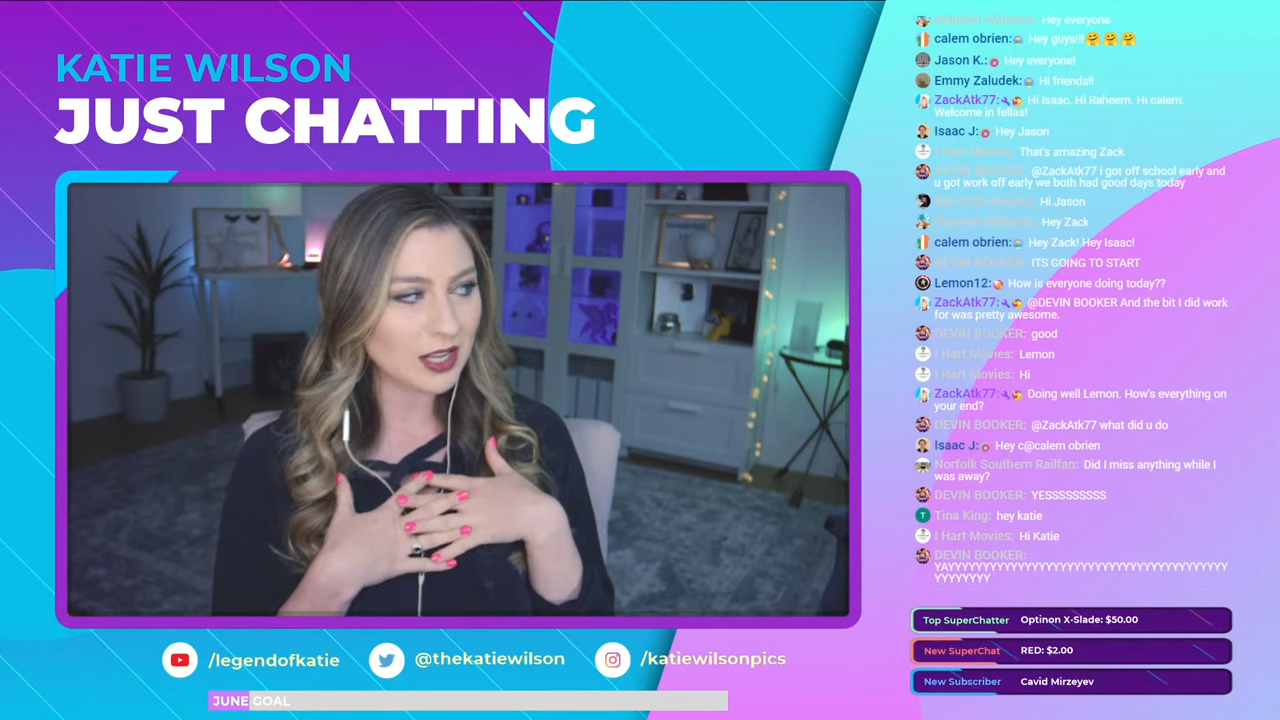 KATIE WILSON
JUST CHATTING
/legendofkatie
@thekatiewilson
/katiewilsonpics
JUNE GOAL
Hey everyone
calem obrien: Hey guys!!!
Jason K.: Hey everyone!
Emmy Zaludek: Hi friends!!
ZackAtk77: Hi Isaac. Hi Raheem. Hi calem.
Welcome in fellas!
Isaac J: Hey Jason
I Hart Movies: That's amazing Zack
DEVIN BOOKER: @ZackAtk77 i got off school early and
u got work off early we both had good days today
Hi Jason
Hey Zack
calem obrien: Hey Zack! Hey Isaac!
DEVIN BOOKER: ITS GOING TO START
Lemon12: How is everyone doing today??
ZackAtk77: @DEVIN BOOKER And the bit I did work
for was pretty awesome.
DEVIN BOOKER: good
I Hart Movies: Lemon
I Hart Movies: Hi
ZackAtk77: Doing well Lemon. How's everything on
your end?
DEVIN BOOKER: @ZackAtk77 what did u do
Isaac J: Hey c@calem obrien
Norfolk Southern Railfan: Did I miss anything while I
was away?
DEVIN BOOKER: YESSSSSSSSS
T
Tina King: hey katie
I Hart Movies: Hi Katie
DEVIN BOOKER:
Top SuperChatter Optinon X-Slade: $50.00
New SuperChat RED: $2.00
New Subscriber Cavid Mirzeyev